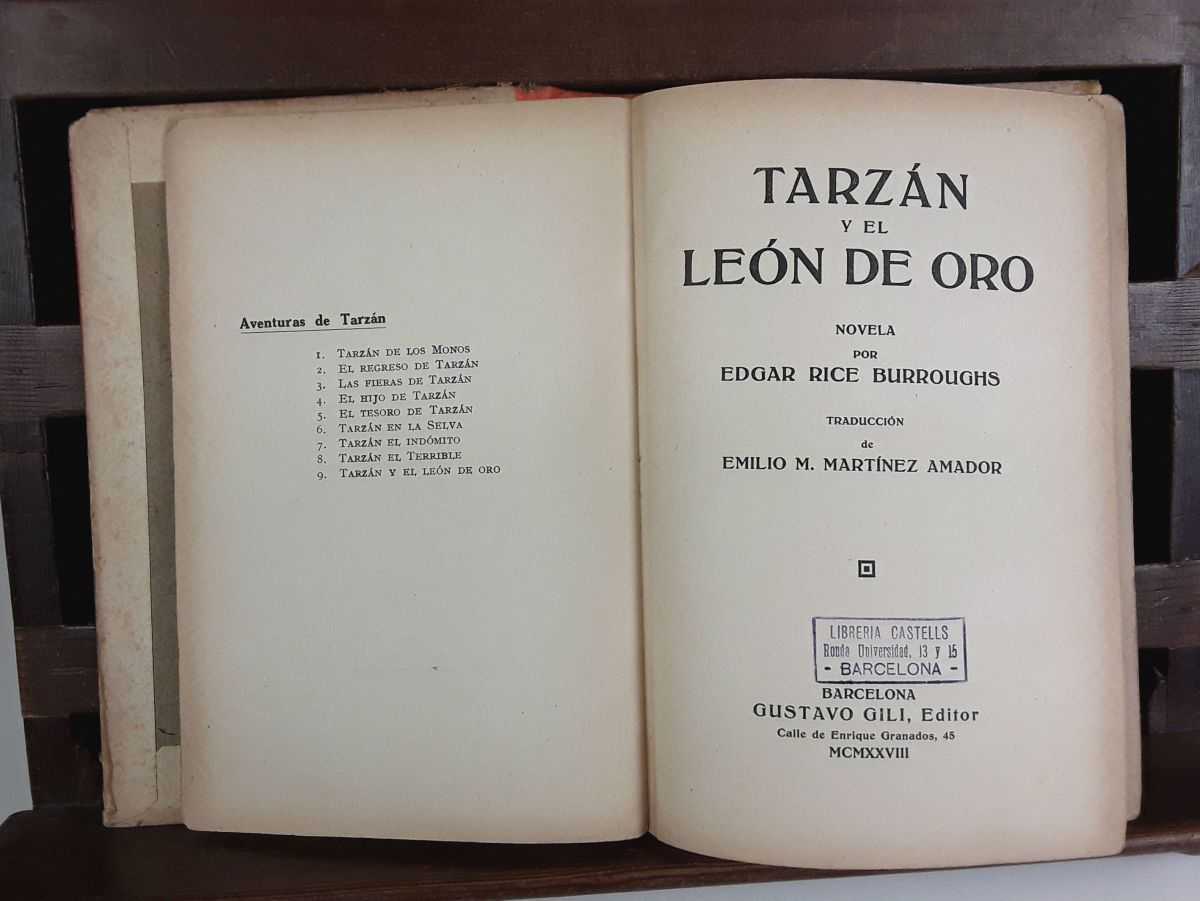 Aventuras de Tarzán
1. Tarzán de los Monos
2. El regreso de Tarzán
3. Las fieras de Tarzán
4. El hijo de Tarzán
5. El tesoro de Tarzán
6. Tarzán en la Selva
7. Tarzán el indómito
8. Tarzán el Terrible
9. Tarzán y el león de oro
TARZÁN
Y EL
LEÓN DE ORO
NOVELA
POR
EDGAR RICE BURROUGHS
TRADUCCIÓN
de
EMILIO M. MARTÍNEZ AMADOR
LIBRERIA CASTELLS
Ronda Universidad, 13 y 15
- BARCELONA -
BARCELONA
GUSTAVO GILI, Editor
Calle de Enrique Granados, 45
MCMXXVIII